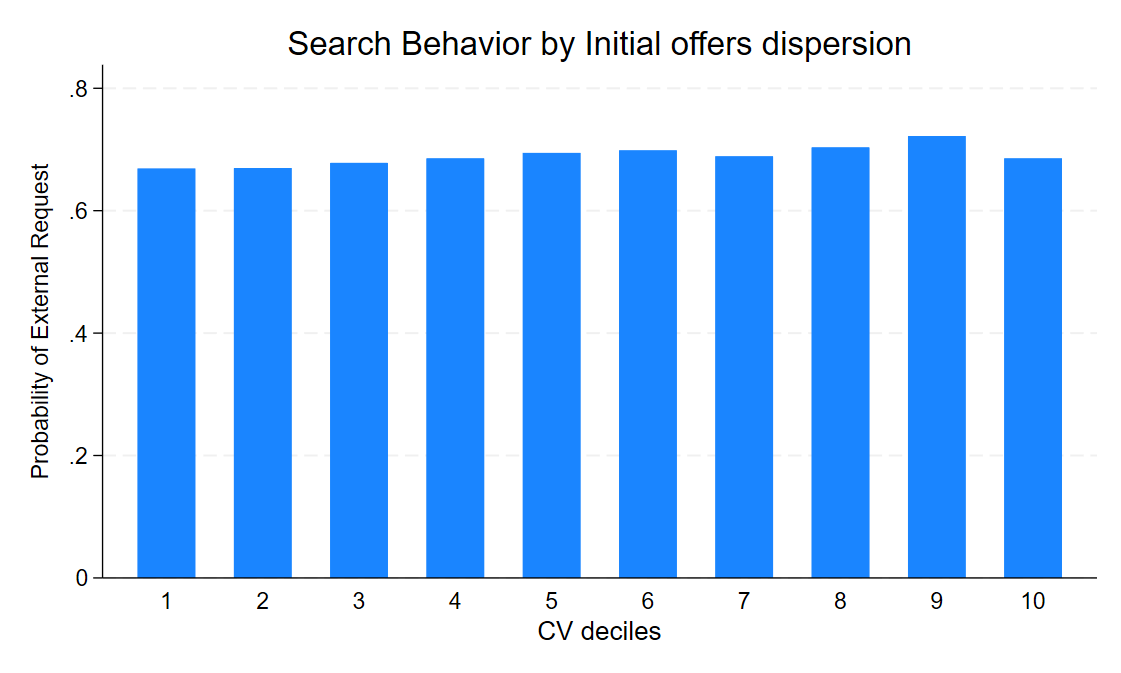 Search Behavior by Initial offers dispersion
Probability of External Request
.8
.6
.4
.2
0
1 2 3 4 5 6 7 8 9 10
CV deciles